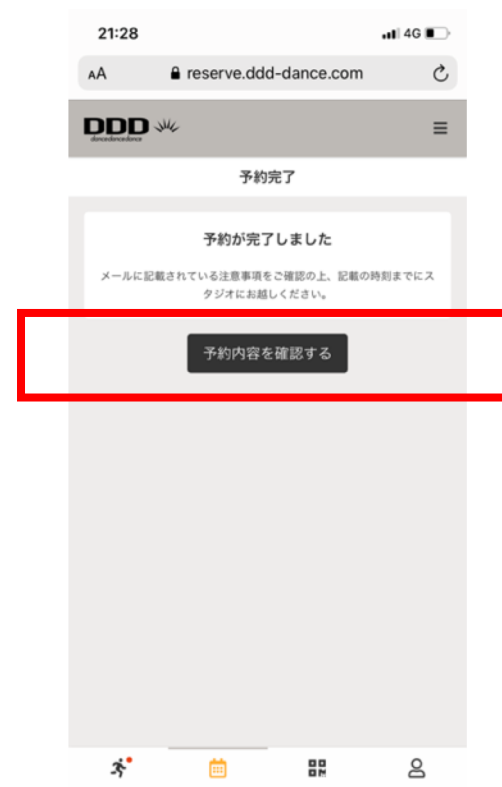 21:28
4G
AA
reserve.ddd-dance.com
DDD
dancedancedance
予約完了
予約が完了しました
メールに記載されている注意事項をご確認の上、記載の時刻までにス
タジオにお越しください。
予約内容を確認する